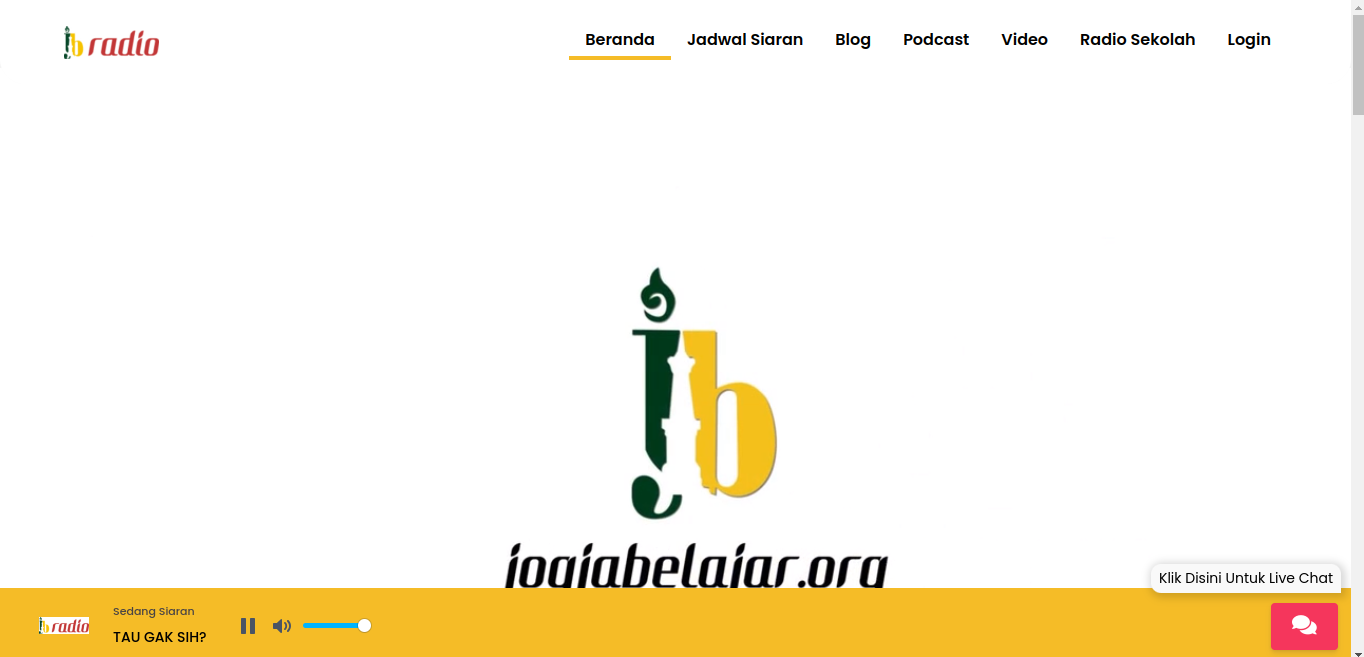 jb radio
Beranda Jadwal Siaran Blog Podcast Video Radio Sekolah Login
jb
jogjabelajar.org
Klik Disini Untuk Live Chat
jb radio
Sedang Siaran
TAU GAK SIH?